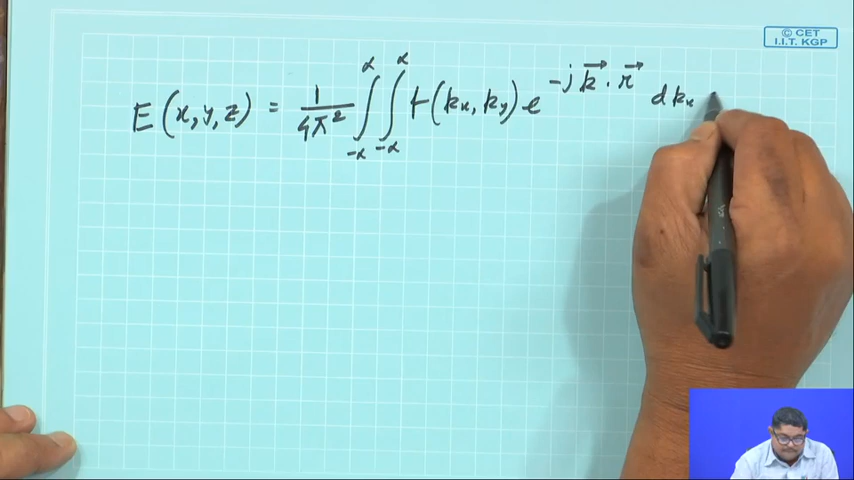 © CET
I.I.T. KGP
E(x,y,z) = 1/4π² ∫_{-∝}^{∝} ∫_{-∝}^{∝} f(kx, ky) e^{-j k⃗ · r⃗} dkx